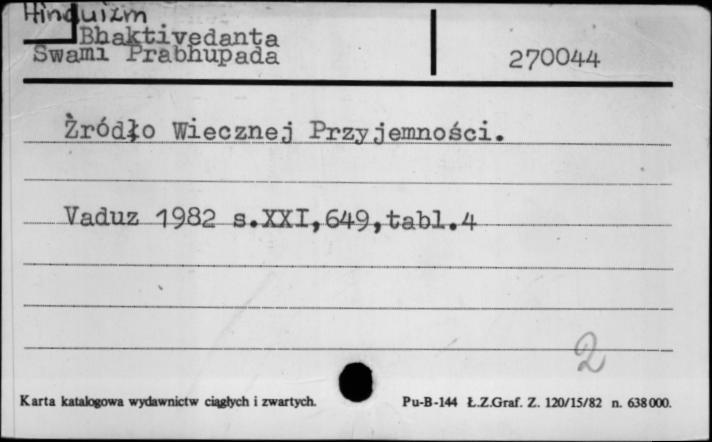 Hinduizm
Bhaktivedanta
Swami Prabhupada
270044
Źródło Wiecznej Przyjemności.
Vaduz 1982 s.XXI,649,tabl.4
2
Karta katalogowa wydawnictw ciągłych i zwartych.
Pu-B-144 Ł.Z.Graf. Z. 120/15/82 n. 638000.